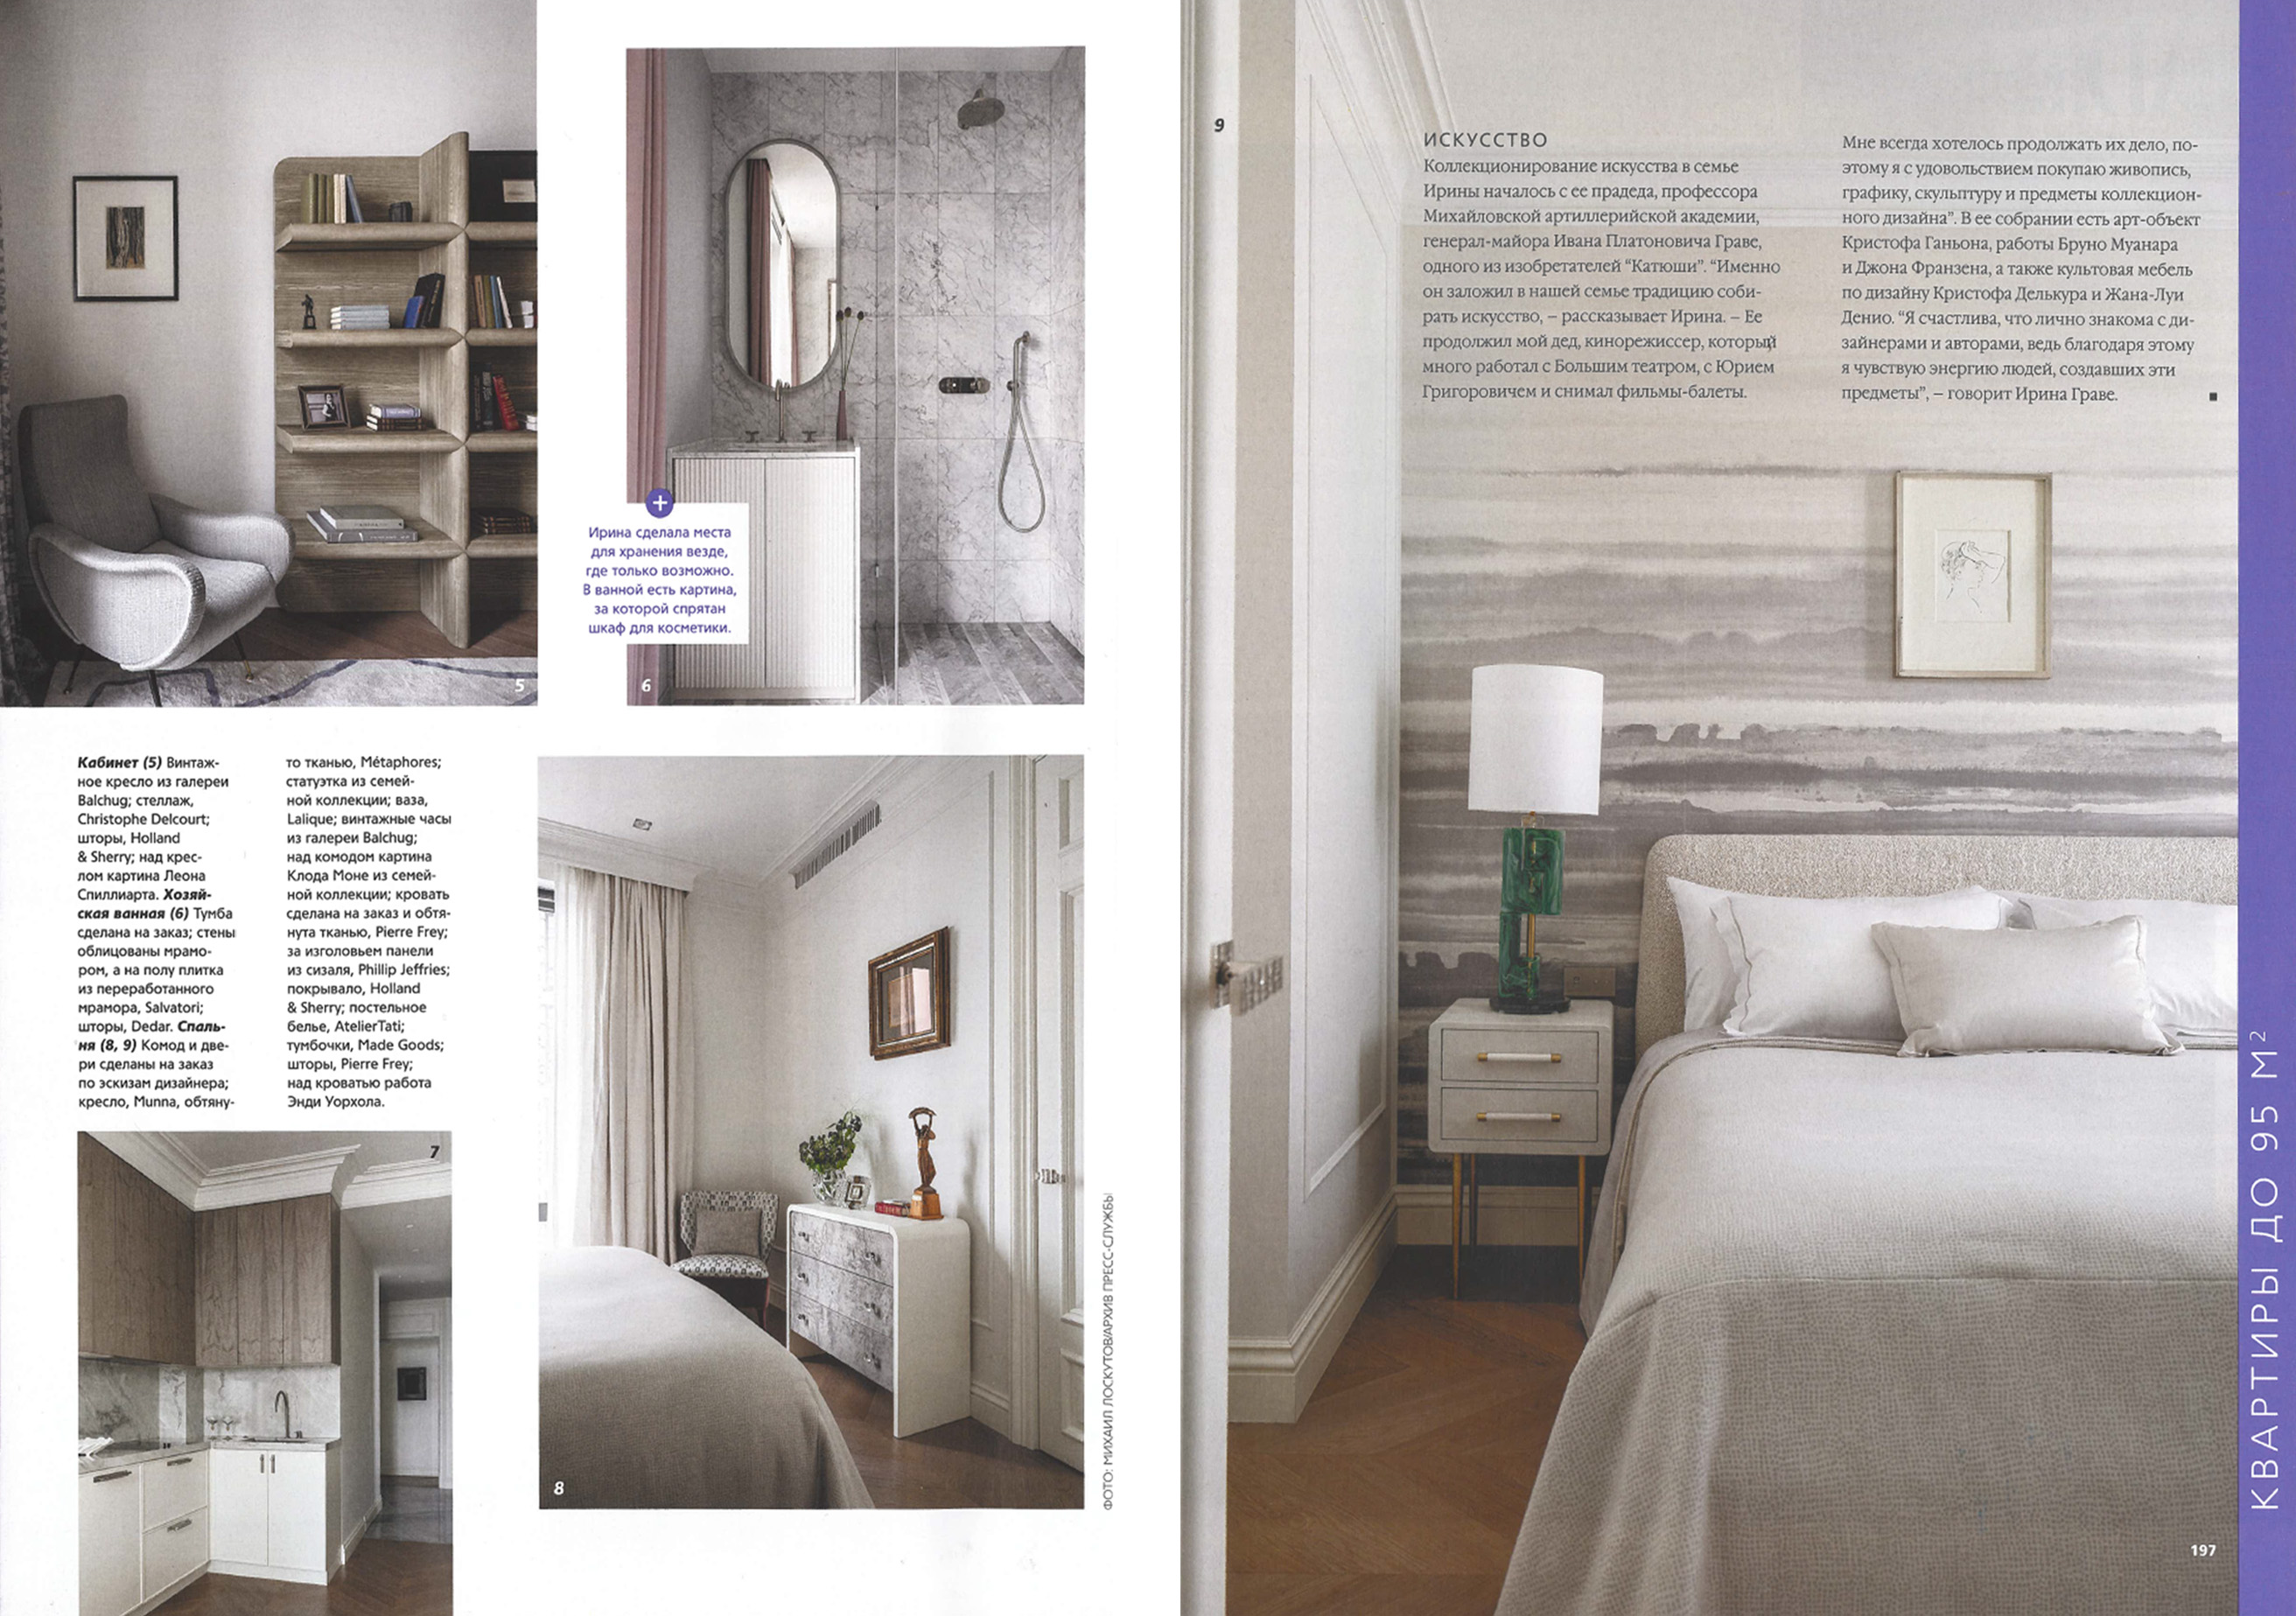 5
6
+
Ирина сделала места
для хранения везде,
где только возможно.
В ванной есть картина,
за которой спрятан
шкаф для косметики.
Кабинет (5) Винтаж-
ное кресло из галереи
Balchug; стеллаж,
Christophe Delcourt;
шторы, Holland
& Sherry; над крес-
лом картина Леона
Спиллиарта. Хозяй-
ская ванная (6) Тумба
сделана на заказ; стены
облицованы мрамо-
ром, а на полу плитка
из переработанного
мрамора, Salvatori;
шторы, Dedar. Спаль-
ня (8, 9) Комод и две-
ри сделаны на заказ
по эскизам дизайнера;
кресло, Munna, обтяну-
то тканью, Métaphores;
статуэтка из семей-
ной коллекции; ваза,
Lalique; винтажные часы
из галереи Balchug;
над комодом картина
Клода Моне из семей-
ной коллекции; кровать
сделана на заказ и обтя-
нута тканью, Pierre Frey;
за изголовьем панели
из сизаля, Phillip Jeffries;
покрывало, Holland
& Sherry; постельное
белье, AtelierTati;
тумбочки, Made Goods;
шторы, Pierre Frey;
над кроватью работа
Энди Уорхола.
7
8
ФОТО: МИХАИЛ ЛОСКУТОВ/АРХИВ ПРЕСС-СЛУЖБЫ
9
ИСКУССТВО
Коллекционирование искусства в семье
Ирины началось с ее прадеда, профессора
Михайловской артиллерийской академии,
генерал-майора Ивана Платоновича Граве,
одного из изобретателей “Катюши”. “Именно
он заложил в нашей семье традицию соби-
рать искусство, – рассказывает Ирина. – Ее
продолжил мой дед, кинорежиссер, который
много работал с Большим театром, с Юрием
Григоровичем и снимал фильмы-балеты.
Мне всегда хотелось продолжать их дело, по-
этому я с удовольствием покупаю живопись,
графику, скульптуру и предметы коллекцион-
ного дизайна”. В ее собрании есть арт-объект
Кристофа Ганьона, работы Бруно Муанара
и Джона Франзена, а также культовая мебель
по дизайну Кристофа Делькура и Жана-Луи
Денио. “Я счастлива, что лично знакома с ди-
зайнерами и авторами, ведь благодаря этому
я чувствую энергию людей, создавших эти
предметы”, – говорит Ирина Граве.
КВАРТИРЫ ДО 95 М²
197